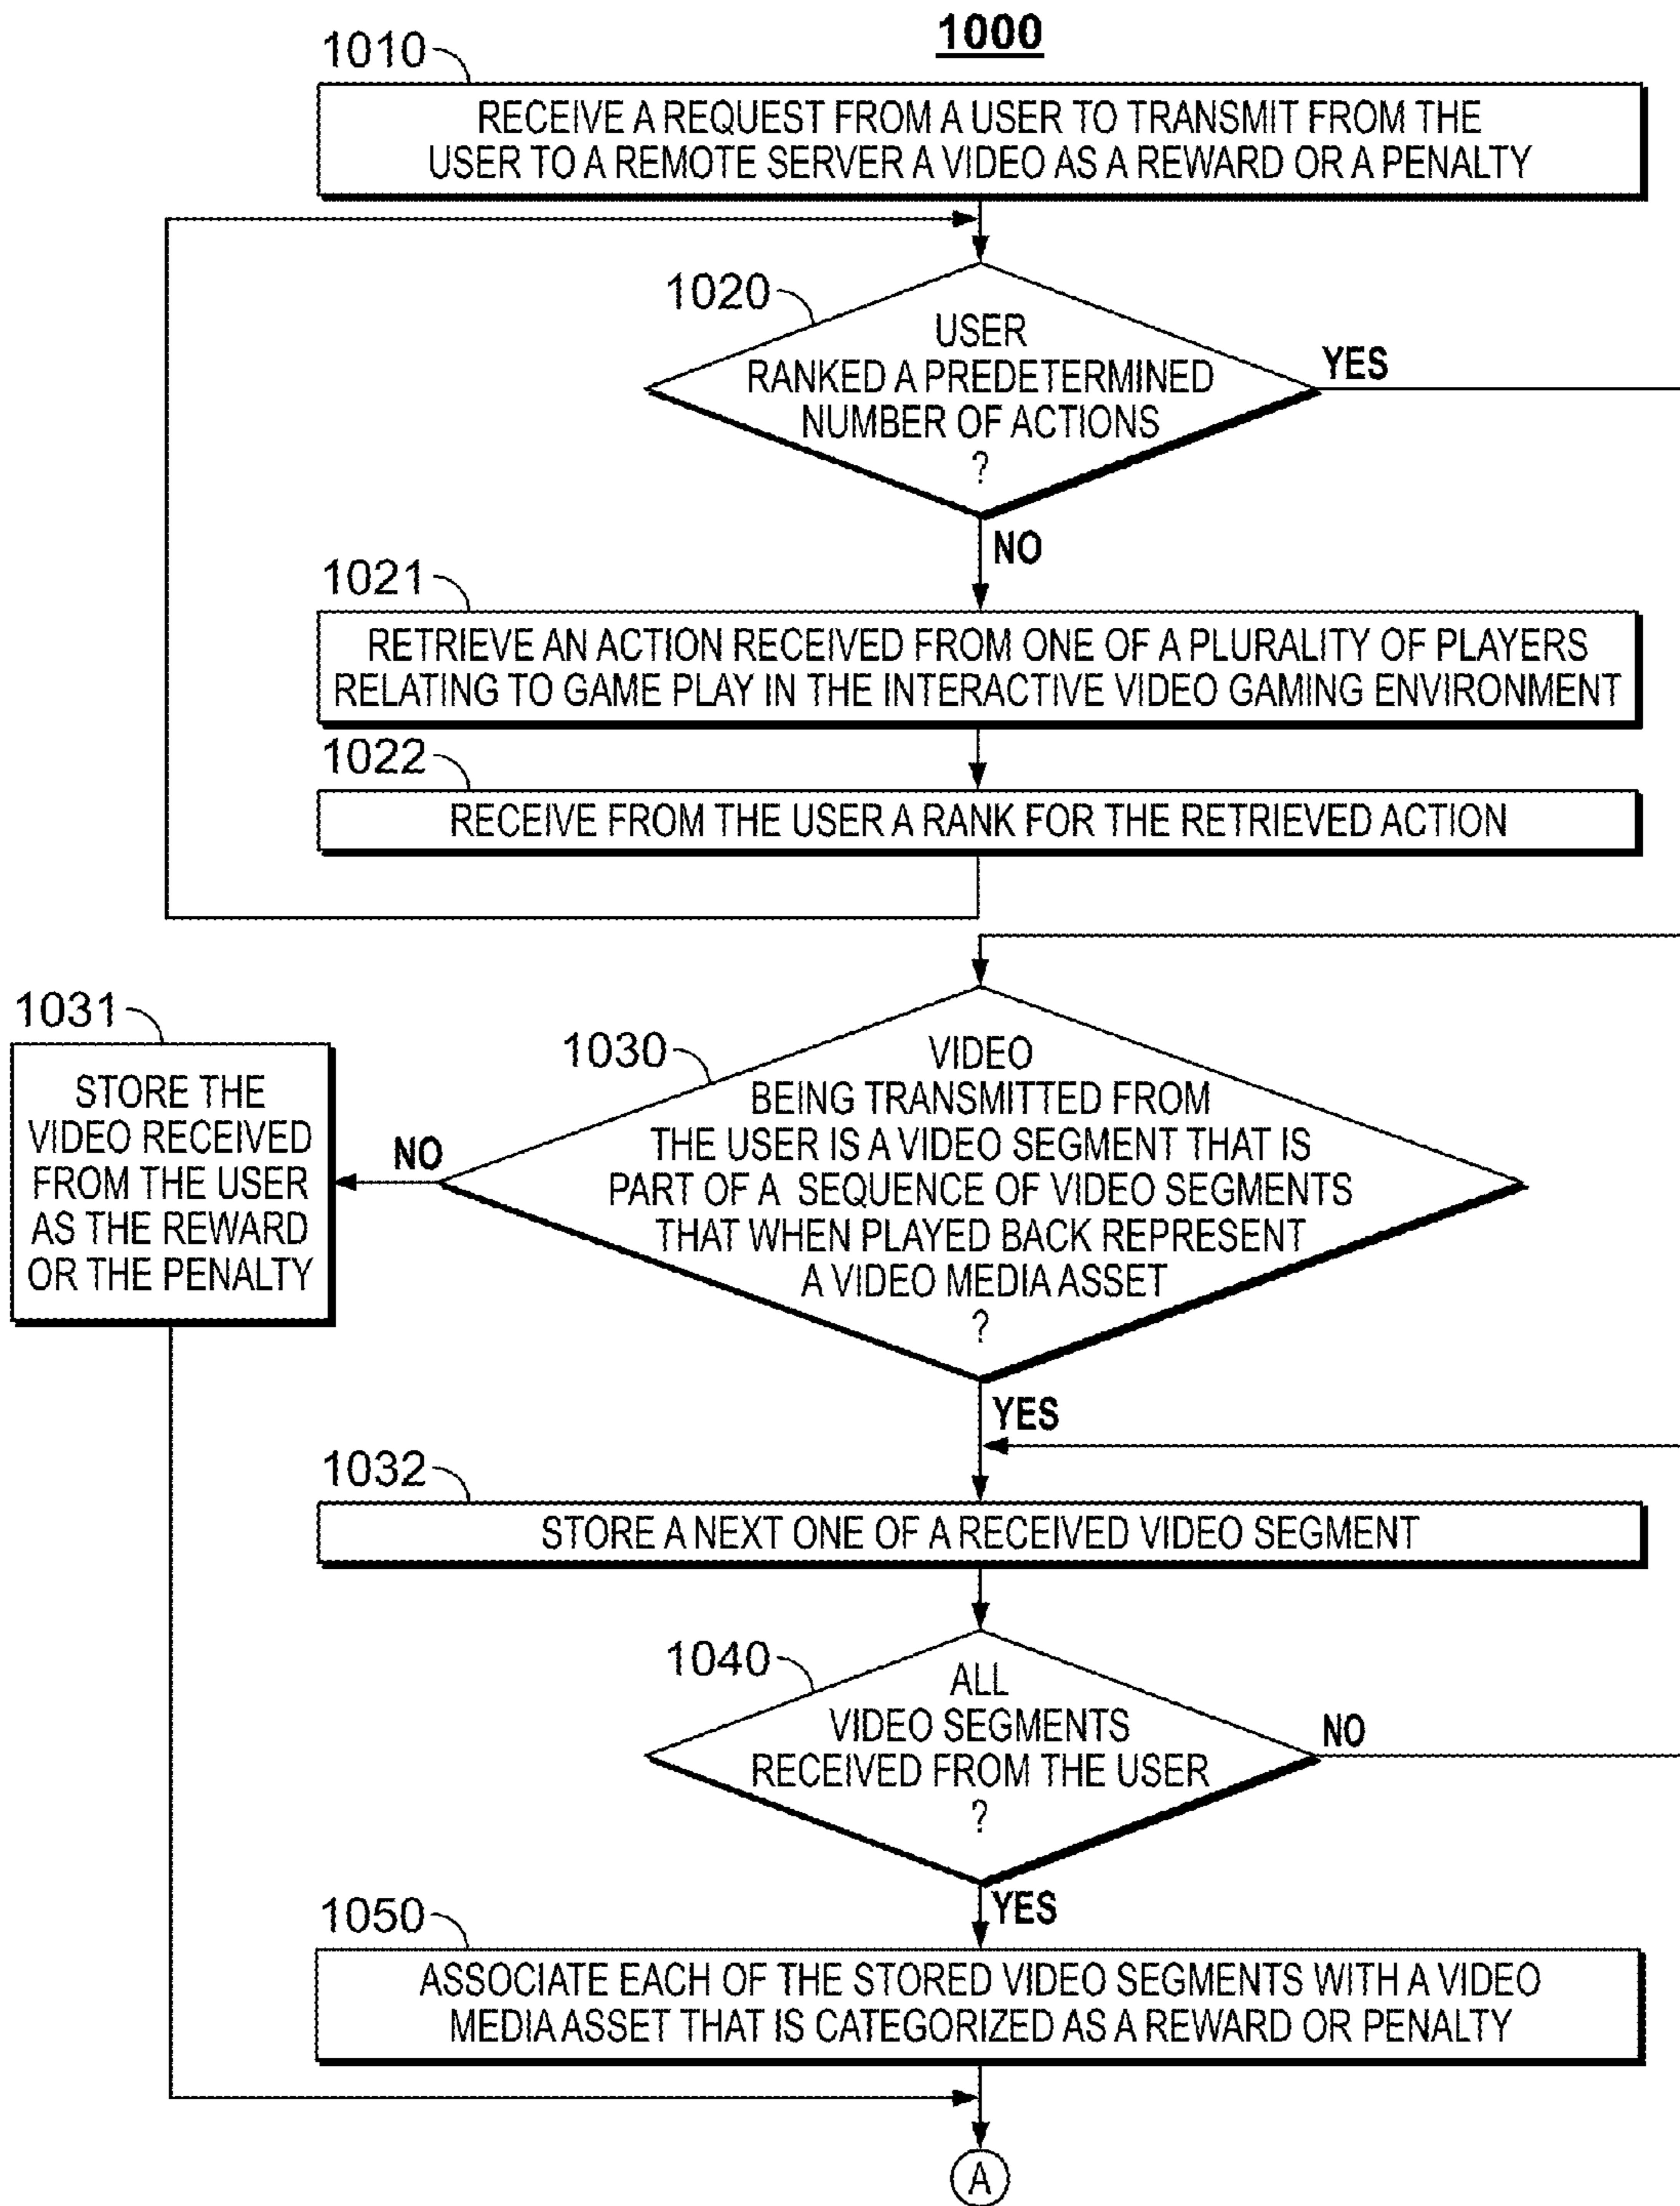 1000
1010
RECEIVE A REQUEST FROM A USER TO TRANSMIT FROM THE
USER TO A REMOTE SERVER A VIDEO AS A REWARD OR A PENALTY
1020
USER
RANKED A PREDETERMINED
NUMBER OF ACTIONS
?
YES
NO
1021
RETRIEVE AN ACTION RECEIVED FROM ONE OF A PLURALITY OF PLAYERS
RELATING TO GAME PLAY IN THE INTERACTIVE VIDEO GAMING ENVIRONMENT
1022
RECEIVE FROM THE USER A RANK FOR THE RETRIEVED ACTION
1031
STORE THE
VIDEO RECEIVED
FROM THE USER
AS THE REWARD
OR THE PENALTY
NO
1030
VIDEO
BEING TRANSMITTED FROM
THE USER IS A VIDEO SEGMENT THAT IS
PART OF A SEQUENCE OF VIDEO SEGMENTS
THAT WHEN PLAYED BACK REPRESENT
A VIDEO MEDIA ASSET
?
YES
1032
STORE A NEXT ONE OF A RECEIVED VIDEO SEGMENT
1040
ALL
VIDEO SEGMENTS
RECEIVED FROM THE USER
?
NO
YES
1050
ASSOCIATE EACH OF THE STORED VIDEO SEGMENTS WITH A VIDEO
MEDIA ASSET THAT IS CATEGORIZED AS A REWARD OR PENALTY
A